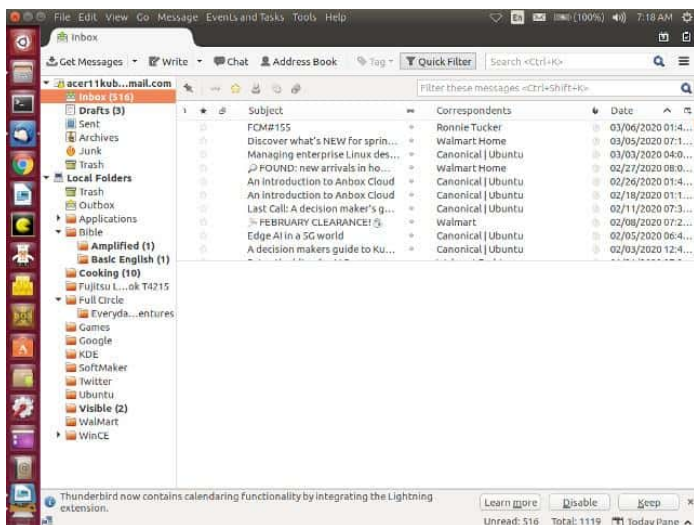 File Edit View Go Message Events and Tasks Tools Help En (100%) 7:18 AM
Inbox
Get Messages Write Chat Address Book Tag Quick Filter Search <Ctrl+K>
acer11kub...mail.com
Filter these messages <Ctrl+Shift+K>
Inbox (516)
Drafts (3)
Sent
Archives
Junk
Trash
Local Folders
Trash
Outbox
Applications
Bible
Amplified (1)
Basic English (1)
Cooking (10)
Fujitsu L...ok T4215
Full Circle
Everyda...entures
Games
Google
KDE
SoftMaker
Twitter
Ubuntu
Visible (2)
WalMart
WinCE
Subject Correspondents Date
FCM#155 Ronnie Tucker 03/06/2020 01:4...
Discover what's NEW for sprin... Walmart Home 03/05/2020 07:1...
Managing enterprise Linux des... Canonical | Ubuntu 03/03/2020 04:0...
FOUND: new arrivals in ho... Walmart Home 02/27/2020 08:0...
An introduction to Anbox Cloud Canonical | Ubuntu 02/26/2020 01:4...
An introduction to Anbox Cloud Canonical | Ubuntu 02/18/2020 01:1...
Last Call: A decision maker's g... Canonical | Ubuntu 02/11/2020 07:3...
FEBRUARY CLEARANCE! Walmart 02/08/2020 07:2...
Edge AI in a 5G world Canonical | Ubuntu 02/05/2020 06:4...
A decision makers guide to Ku... Canonical | Ubuntu 02/03/2020 12:4...
Thunderbird now contains calendaring functionality by integrating the Lightning
extension.
Learn more Disable Keep
Unread: 516 Total: 1119 Today Pane